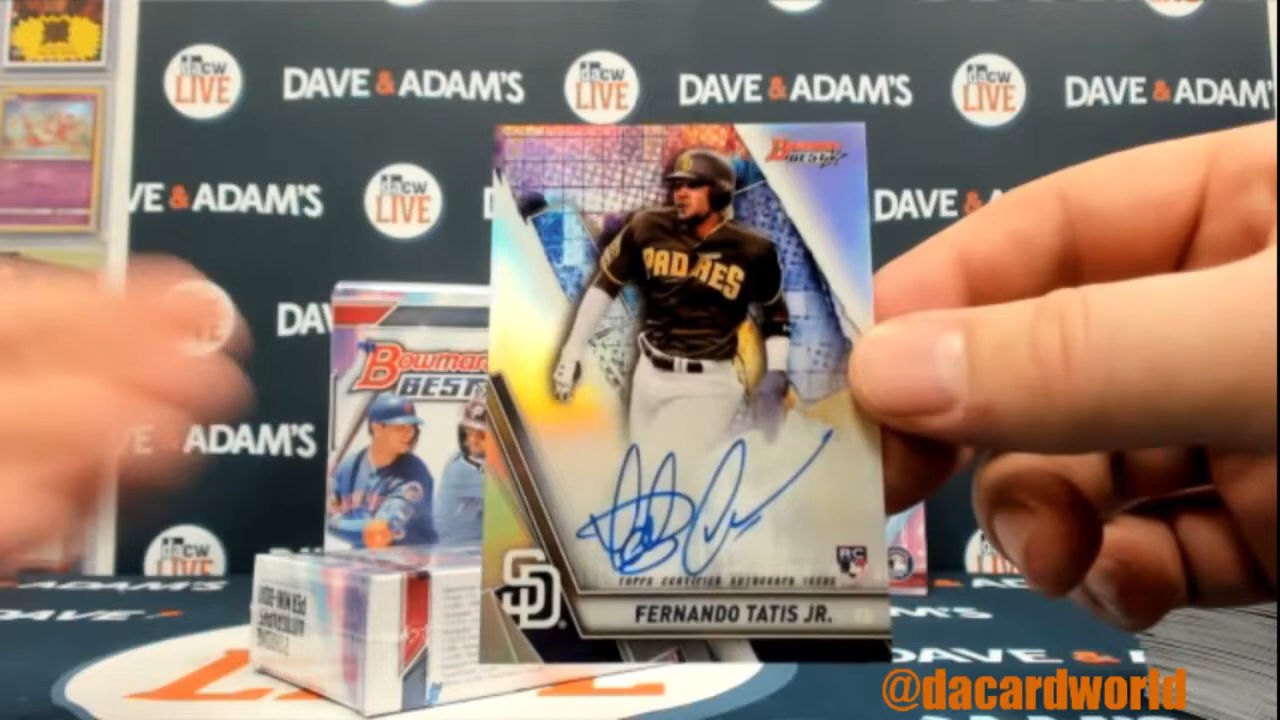 dacw LIVE
DAVE & ADAM'S
dacw LIVE
DAVE & ADAM'S
dacw LIVE
DAVE & ADAM'S
Bowman's BEST
VE & ADAM'S
dacw LIVE
DAVE &
PADRES
DAV
Bowman
BEST
VE & ADAM'S
dacw LIVE
RC
TOPPS CERTIFIED AUTOGRAPH ISSUE
SD
FERNANDO TATIS JR.
ADAM'S
DAVE
M'S
DAVE &
@dacardworld